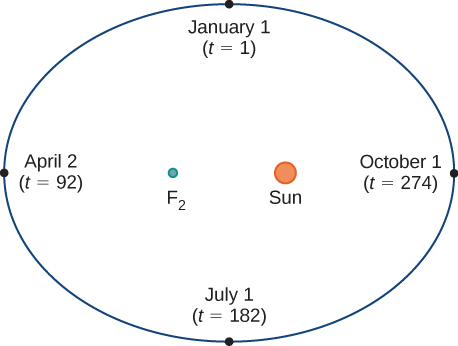 January 1
(t = 1)
April 2
(t = 92)
October 1
(t = 274)
F₂
Sun
July 1
(t = 182)